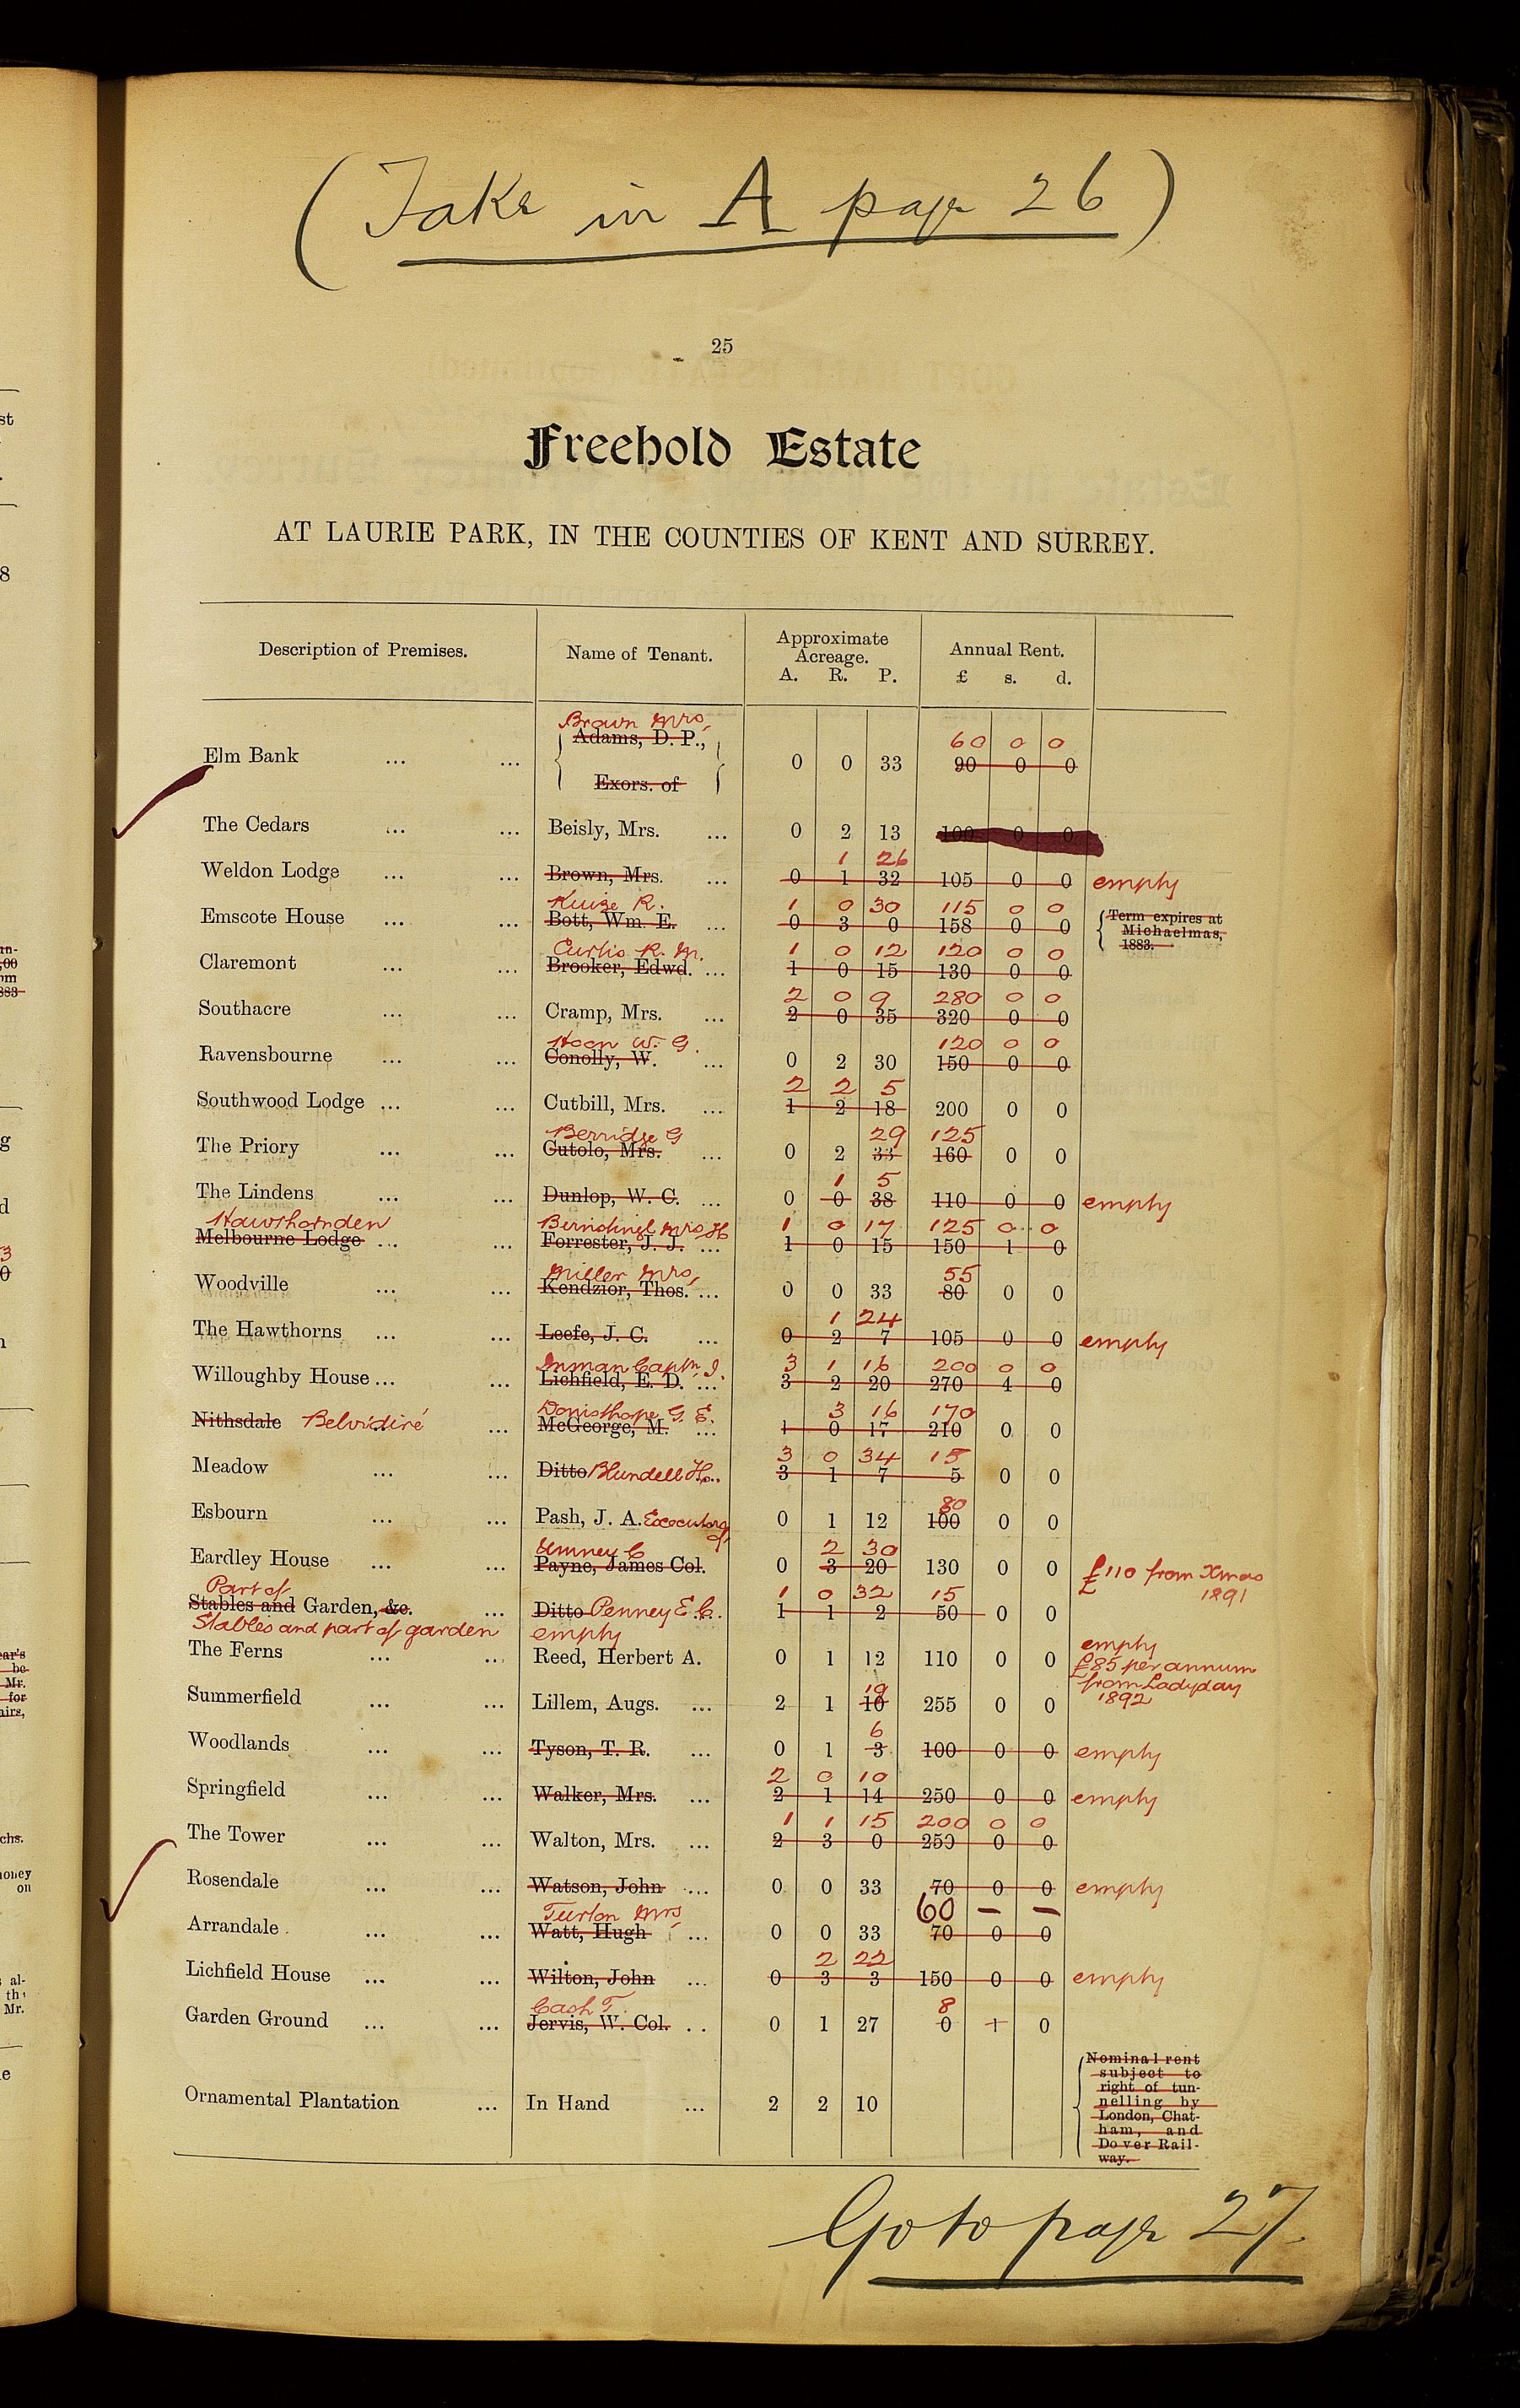 (Take in A page 26)
25
Freehold Estate
AT LAURIE PARK, IN THE COUNTIES OF KENT AND SURREY.
Description of Premises. Name of Tenant. Approximate Acreage. Annual Rent.
A. R. P. £ s. d.
Brown Mrs,
Adams, D. P., 60 0 0
Elm Bank ... ... 0 0 33 90 0 0
Exors. of
The Cedars ... ... Beisly, Mrs. ... 0 2 13 100 0 0
1 26
Weldon Lodge ... ... Brown, Mrs. ... 0 1 32 105 0 0 empty
R. 1 0 30 115 0 0
Emscote House ... ... Bott, Wm. E. ... 0 3 0 158 0 0 { Term expires at Michaelmas, 1883.
Curtis R. M. 1 0 12 120 0 0
Claremont ... ... Brooker, Edwd. ... 1 0 15 130 0 0
2 0 9 280 0 0
Southacre ... ... Cramp, Mrs. ... 2 0 35 320 0 0
W. G. 120 0 0
Ravensbourne ... ... Conolly, W. ... 0 2 30 150 0 0
2 2 5
Southwood Lodge ... ... Cutbill, Mrs. ... 1 2 18 200 0 0
Berridge G 29 125
The Priory ... ... Cutolo, Mrs. ... 0 2 33 160 0 0
1 5
The Lindens ... ... Dunlop, W. C. ... 0 0 38 110 0 0 empty
Hawthornden Mrs H 1 0 17 125 0 0
Melbourne Lodge ... ... Forrester, J. J. ... 1 0 15 150 1 0
Miller Mrs, 55
Woodville ... ... Kendzior, Thos. ... 0 0 33 80 0 0
1 24
The Hawthorns ... ... Leefe, J. C. ... 0 2 7 105 0 0 empty
Inman Captn. I. 3 1 16 200 0 0
Willoughby House ... ... Lichfield, E. D. ... 3 2 20 270 4 0
Donisthorpe G. E. 3 16 170
Nithsdale Belvidiré ... McGeorge, M. ... 1 0 17 210 0 0
3 0 34 15
Meadow ... ... Ditto Blundell H. ... 3 1 7 5 0 0
80
Esbourn ... ... Pash, J. A. Executors of 0 1 12 100 0 0
Umney C 2 30
Eardley House ... ... Payne, James Col. 0 3 20 130 0 0 £110 from Xmas 1891
Part of 1 0 32 15
Stables and Garden, &c. ... Ditto Penney E. C. 1 1 2 50 0 0
Stables and part of garden empty
The Ferns ... ... Reed, Herbert A. 0 1 12 110 0 0 empty
£85 per annum
from Ladyday
1892
19
Summerfield ... ... Lillem, Augs. ... 2 1 10 255 0 0
6
Woodlands ... ... Tyson, T. R. ... 0 1 3 100 0 0 empty
2 0 10
Springfield ... ... Walker, Mrs. ... 2 1 14 250 0 0 empty
1 1 15 200 0 0
The Tower ... ... Walton, Mrs. ... 2 3 0 250 0 0
Rosendale ... ... Watson, John ... 0 0 33 70 0 0 empty
Turton Mrs 60 — —
Arrandale ... ... Watt, Hugh ... 0 0 33 70 0 0
2 22
Lichfield House ... ... Wilton, John ... 0 3 3 150 0 0 empty
Cash T. 8
Garden Ground ... ... Jervis, W. Col. .. 0 1 27 0 1 0
Ornamental Plantation ... In Hand ... 2 2 10
Nominal rent
subject to
right of tun-
nelling by
London, Chat-
ham, and
Dover Rail-
way.
Go to page 27.